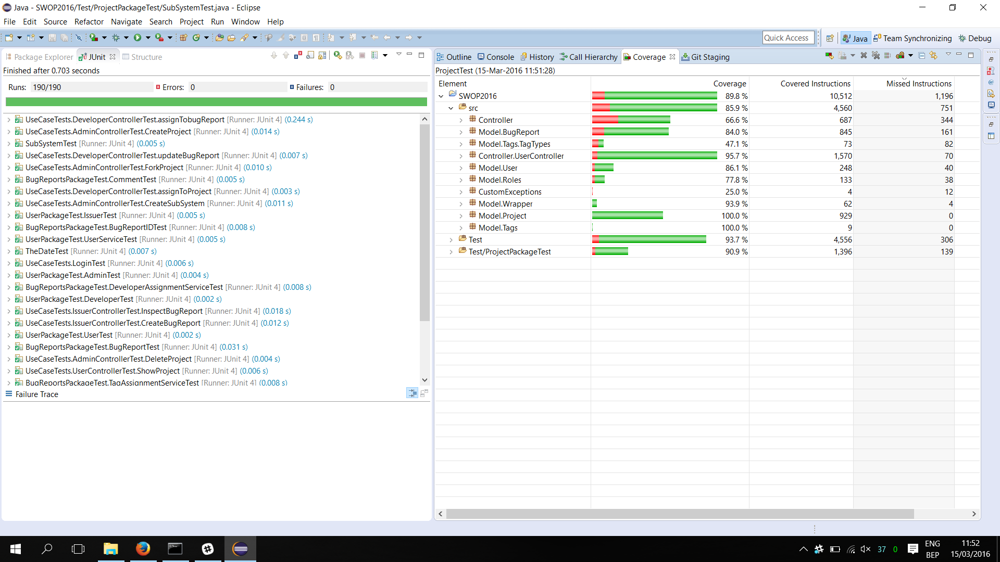 Java - SWOP2016/Test/ProjectPackageTest/SubSystemTest.java - Eclipse
File Edit Source Refactor Navigate Search Project Run Window Help
Quick Access Java Team Synchronizing Debug
Package Explorer JUnit Structure
Finished after 0.703 seconds
Runs: 190/190 Errors: 0 Failures: 0
UseCaseTests.DeveloperControllerTest.assignTobugReport [Runner: JUnit 4] (0.244 s)
UseCaseTests.AdminControllerTest.CreateProject [Runner: JUnit 4] (0.014 s)
SubSystemTest [Runner: JUnit 4] (0.005 s)
UseCaseTests.DeveloperControllerTest.updateBugReport [Runner: JUnit 4] (0.007 s)
UseCaseTests.AdminControllerTest.ForkProject [Runner: JUnit 4] (0.010 s)
BugReportsPackageTest.CommentTest [Runner: JUnit 4] (0.005 s)
UseCaseTests.DeveloperControllerTest.assignToProject [Runner: JUnit 4] (0.003 s)
UseCaseTests.AdminControllerTest.CreateSubSystem [Runner: JUnit 4] (0.011 s)
UserPackageTest.IssuerTest [Runner: JUnit 4] (0.005 s)
BugReportsPackageTest.BugReportIDTest [Runner: JUnit 4] (0.008 s)
UserPackageTest.UserServiceTest [Runner: JUnit 4] (0.005 s)
TheDateTest [Runner: JUnit 4] (0.007 s)
UseCaseTests.LoginTest [Runner: JUnit 4] (0.006 s)
UserPackageTest.AdminTest [Runner: JUnit 4] (0.004 s)
BugReportsPackageTest.DeveloperAssignmentServiceTest [Runner: JUnit 4] (0.008 s)
UserPackageTest.DeveloperTest [Runner: JUnit 4] (0.002 s)
UseCaseTests.IssuerControllerTest.InspectBugReport [Runner: JUnit 4] (0.018 s)
UseCaseTests.IssuerControllerTest.CreateBugReport [Runner: JUnit 4] (0.012 s)
UserPackageTest.UserTest [Runner: JUnit 4] (0.002 s)
BugReportsPackageTest.BugReportTest [Runner: JUnit 4] (0.031 s)
UseCaseTests.AdminControllerTest.DeleteProject [Runner: JUnit 4] (0.004 s)
UseCaseTests.UserControllerTest.ShowProject [Runner: JUnit 4] (0.006 s)
BugReportsPackageTest.TagAssignmentServiceTest [Runner: JUnit 4] (0.008 s)
Failure Trace
Outline Console History Call Hierarchy Coverage Git Staging
ProjectTest (15-Mar-2016 11:51:28)
Element Coverage Covered Instructions Missed Instructions
SWOP2016 89.8 % 10,512 1,196
src 85.9 % 4,560 751
Controller 66.6 % 687 344
Model.BugReport 84.0 % 845 161
Model.Tags.TagTypes 47.1 % 73 82
Controller.UserController 95.7 % 1,570 70
Model.User 86.1 % 248 40
Model.Roles 77.8 % 133 38
CustomExceptions 25.0 % 4 12
Model.Wrapper 93.9 % 62 4
Model.Project 100.0 % 929 0
Model.Tags 100.0 % 9 0
Test 93.7 % 4,556 306
Test/ProjectPackageTest 90.9 % 1,396 139
37 0 ENG 11:52
BEP 15/03/2016